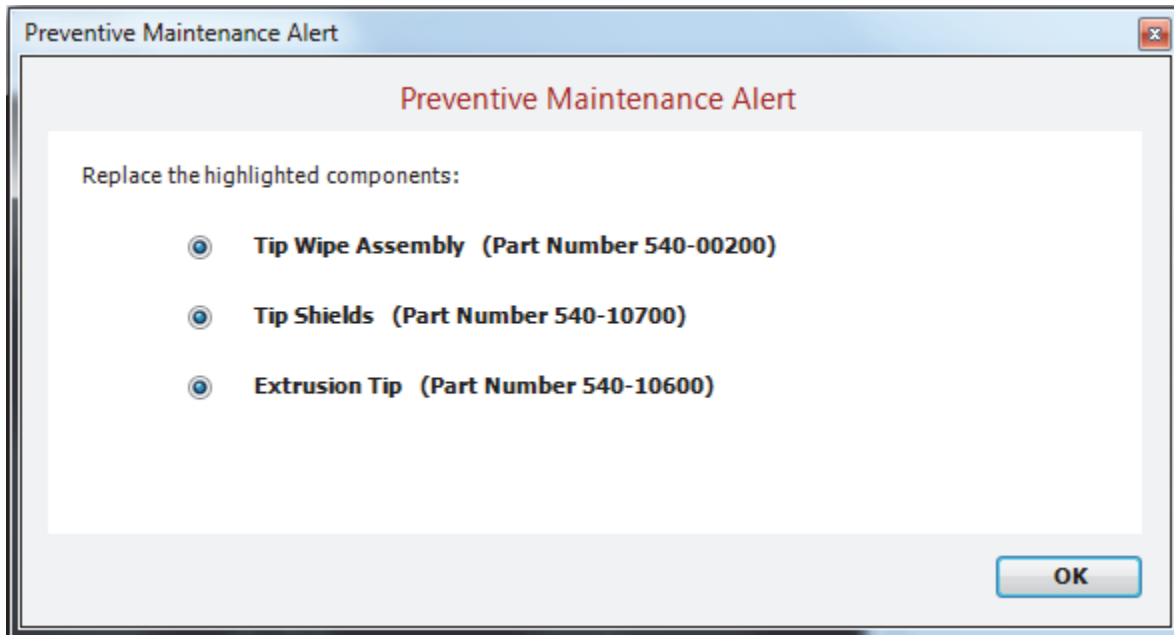 Preventive Maintenance Alert
Preventive Maintenance Alert
Replace the highlighted components:
Tip Wipe Assembly (Part Number 540-00200)
Tip Shields (Part Number 540-10700)
Extrusion Tip (Part Number 540-10600)
OK